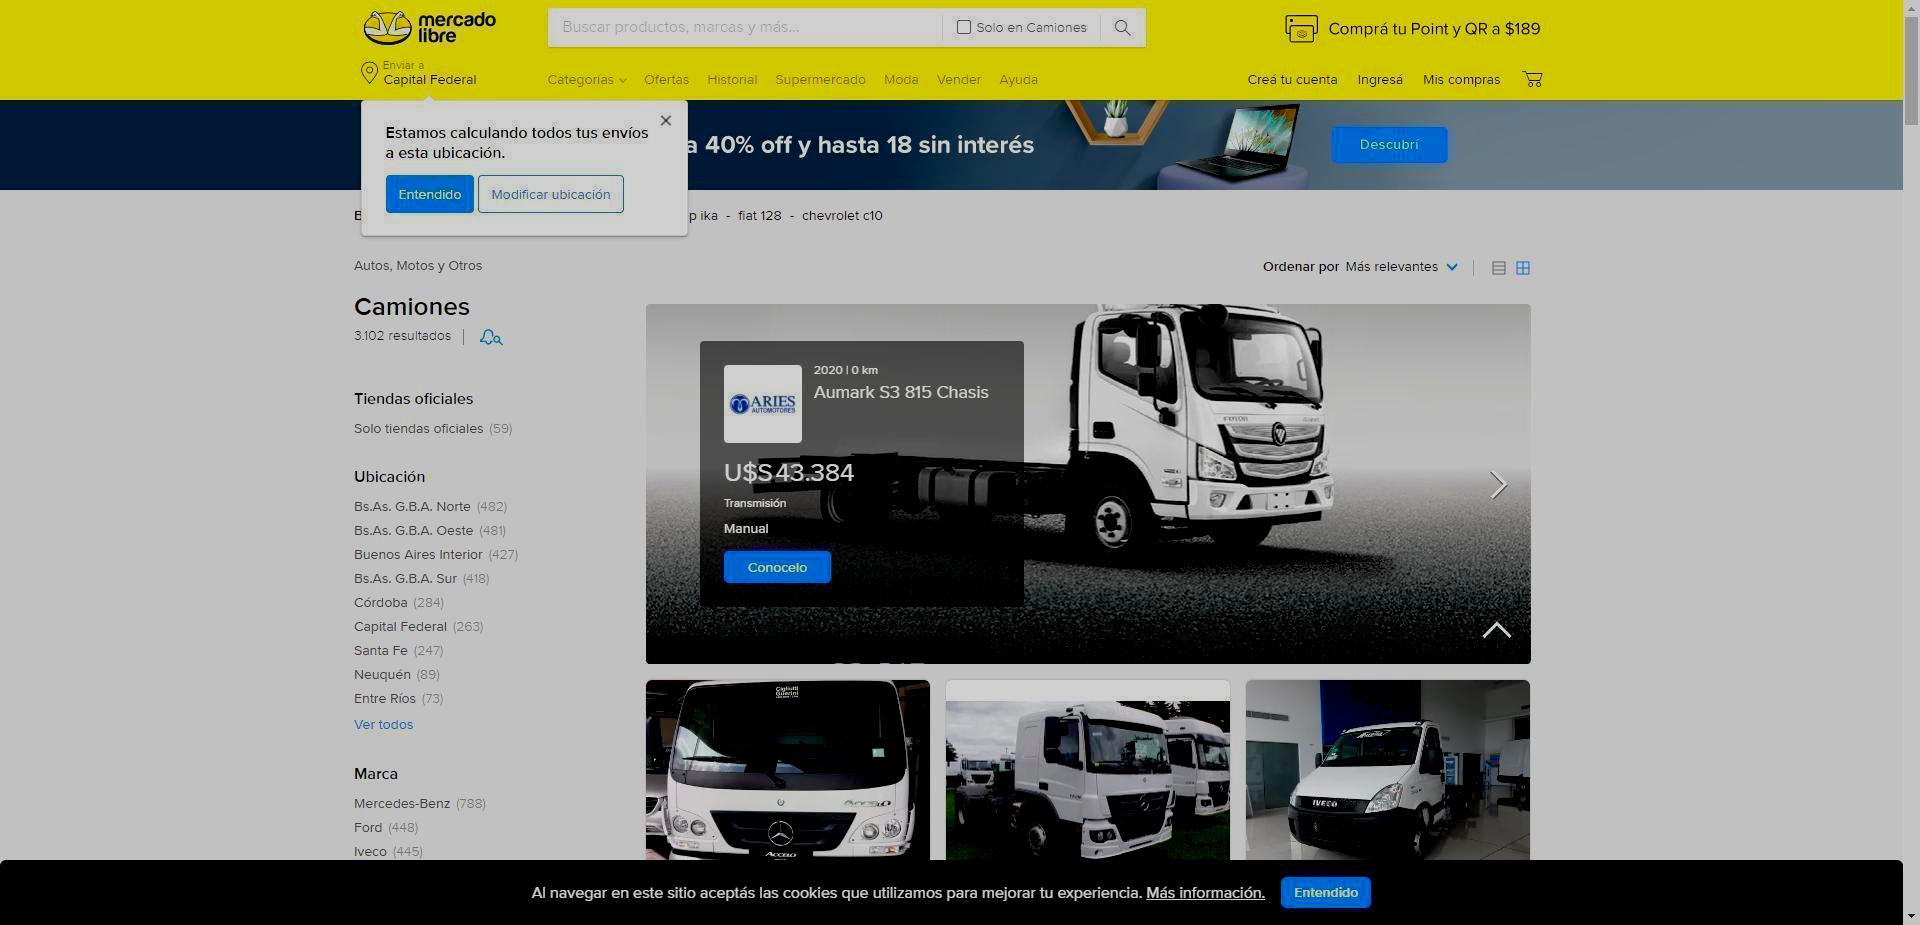 mercado
libre
Buscar productos, marcas y más...
Solo en Camiones
Comprá tu Point y QR a $189
Enviar a
Capital Federal
Categorías
Ofertas
Historial
Supermercado
Moda
Vender
Ayuda
Creá tu cuenta
Ingresá
Mis compras
Estamos calculando todos tus envíos
a esta ubicación.
Entendido
Modificar ubicación
a 40% off y hasta 18 sin interés
Descubrí
p ika - fiat 128 - chevrolet c10
Autos, Motos y Otros
Ordenar por Más relevantes
Camiones
3.102 resultados
Tiendas oficiales
Solo tiendas oficiales (59)
Ubicación
Bs.As. G.B.A. Norte (482)
Bs.As. G.B.A. Oeste (481)
Buenos Aires Interior (427)
Bs.As. G.B.A. Sur (418)
Córdoba (284)
Capital Federal (263)
Santa Fe (247)
Neuquén (89)
Entre Ríos (73)
Ver todos
Marca
Mercedes-Benz (788)
Ford (448)
Iveco (445)
ARIES
AUTOMOTORES
2020 | 0 km
Aumark S3 815 Chasis
U$S 43.384
Transmisión
Manual
Conocelo
FOTON
Cigliutti
Guerini
ACCELO
ACCELO
IVECO
Al navegar en este sitio aceptás las cookies que utilizamos para mejorar tu experiencia. Más información.
Entendido